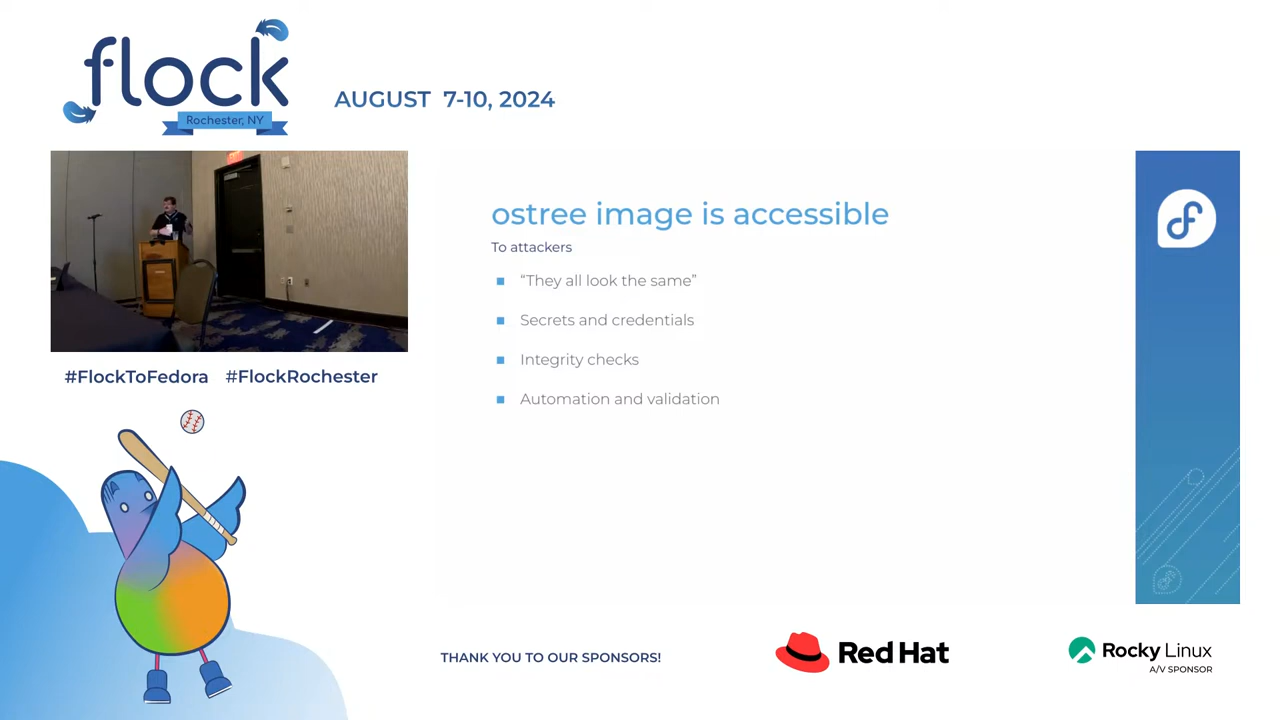 flock
Rochester, NY
AUGUST 7-10, 2024
ostree image is accessible
To attackers
“They all look the same”
Secrets and credentials
Integrity checks
Automation and validation
#FlockToFedora #FlockRochester
THANK YOU TO OUR SPONSORS!
Red Hat
Rocky Linux
A/V SPONSOR